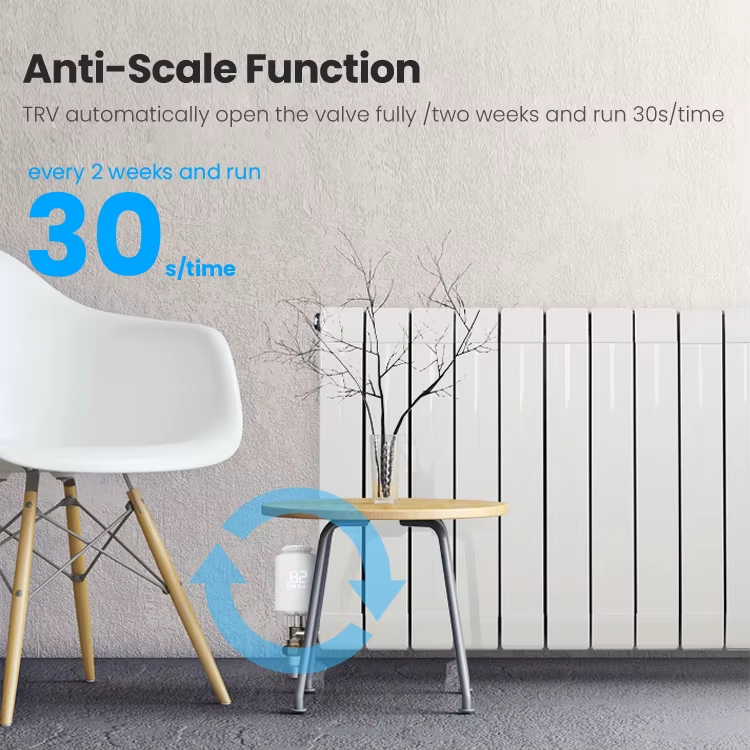 Anti-Scale Function
TRV automatically open the valve fully /two weeks and run 30s/time
every 2 weeks and run
30
s/time